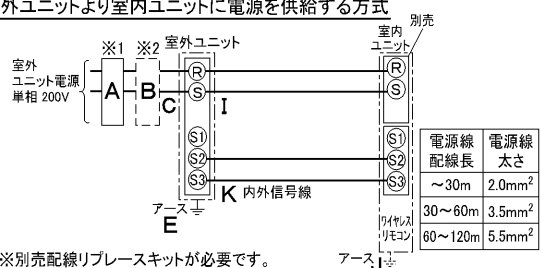 外ユニットより室内ユニットに電源を供給する方式
※1
※2
室外ユニット
室内
ユニット
別売
室外
ユニット電源
単相 200V
A
B
C
I
R
S
S1
S2
S3
R
S
S1
S2
S3
K 内外信号線
アース
E
ワイヤレス
リモコン
アース
電源線
配線長
電源線
太さ
～30m 2.0mm²
30～60m 3.5mm²
60～120m 5.5mm²
※別売配線リプレースキットが必要です。